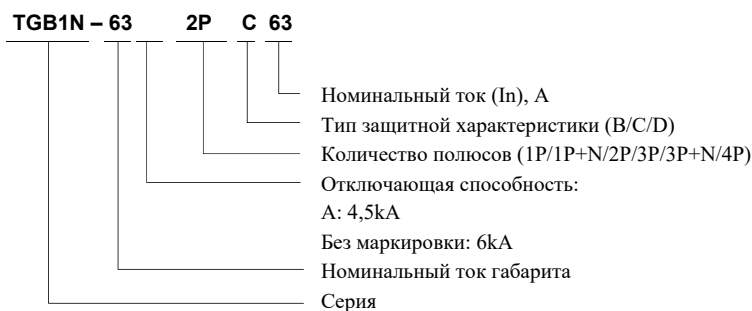 TGB1N – 63 2P C 63
Номинальный ток (In), А
Тип защитной характеристики (B/C/D)
Количество полюсов (1P/1P+N/2P/3P/3P+N/4P)
Отключающая способность:
A: 4,5kA
Без маркировки: 6kA
Номинальный ток габарита
Серия